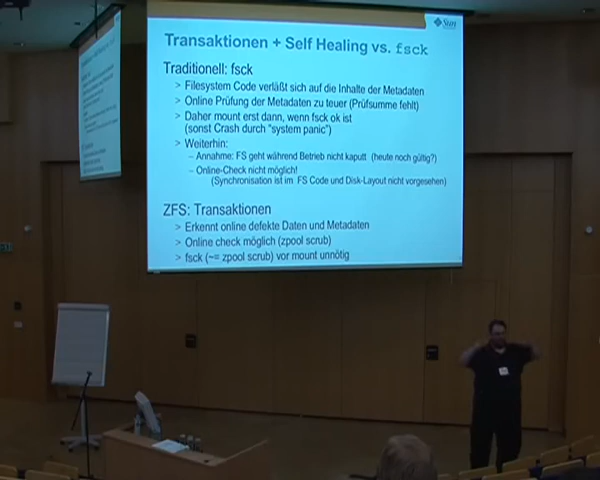 Sun
Transaktionen + Self Healing vs. fsck
Traditionell: fsck
> Filesystem Code verläßt sich auf die Inhalte der Metadaten
> Online Prüfung der Metadaten zu teuer (Prüfsumme fehlt)
> Daher mount erst dann, wenn fsck ok ist
(sonst Crash durch "system panic")
> Weiterhin:
– Annahme: FS geht während Betrieb nicht kaputt (heute noch gültig?)
– Online-Check nicht möglich!
(Synchronisation ist im FS Code und Disk-Layout nicht vorgesehen)
ZFS: Transaktionen
> Erkennt online defekte Daten und Metadaten
> Online check möglich (zpool scrub)
> fsck (~= zpool scrub) vor mount unnötig